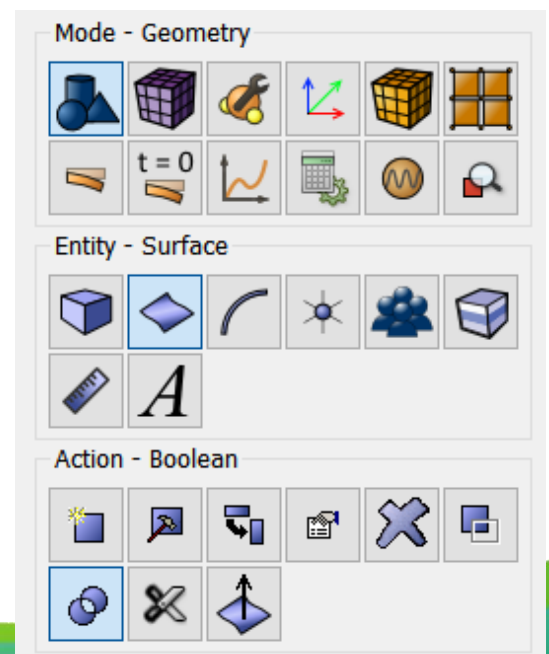 Mode - Geometry
t = 0
Entity - Surface
A
Action - Boolean